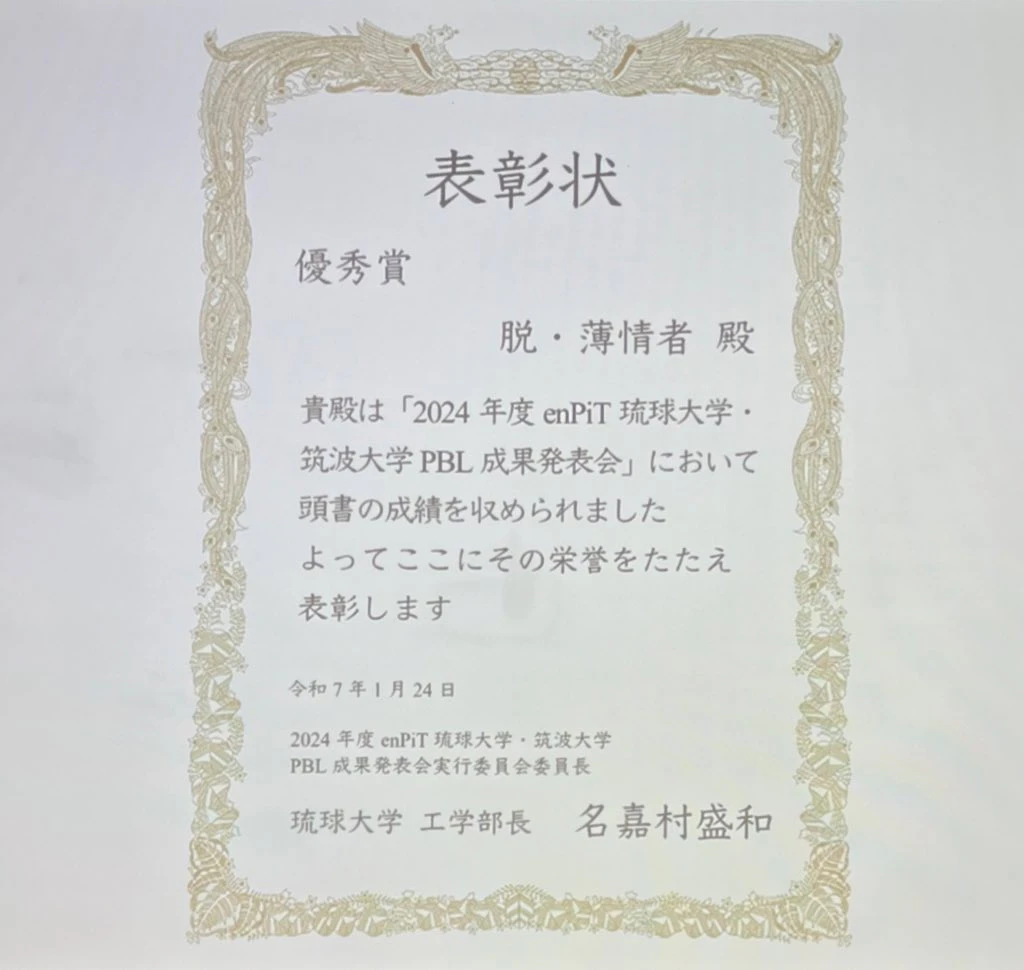 表彰状
優秀賞
脱・薄情者 殿
貴殿は「2024 年度 enPiT 琉球大学・
筑波大学 PBL 成果発表会」において
頭書の成績を収められました
よってここにその栄誉をたたえ
表彰します
令和 7 年 1 月 24 日
2024 年度 enPiT 琉球大学・筑波大学
PBL 成果発表会実行委員会委員長
琉球大学 工学部長 名嘉村盛和